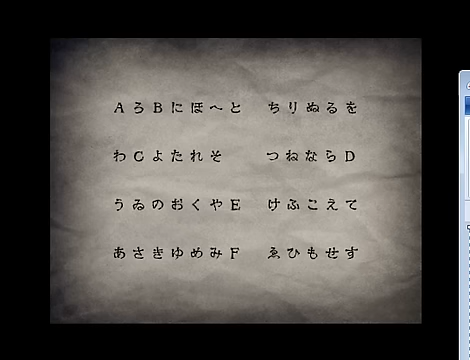 AろBにほへと ちりぬるを
わCよたれそ つねならD
うゐのおくやE けふこえて
あさきゆめみF ゑひもせす